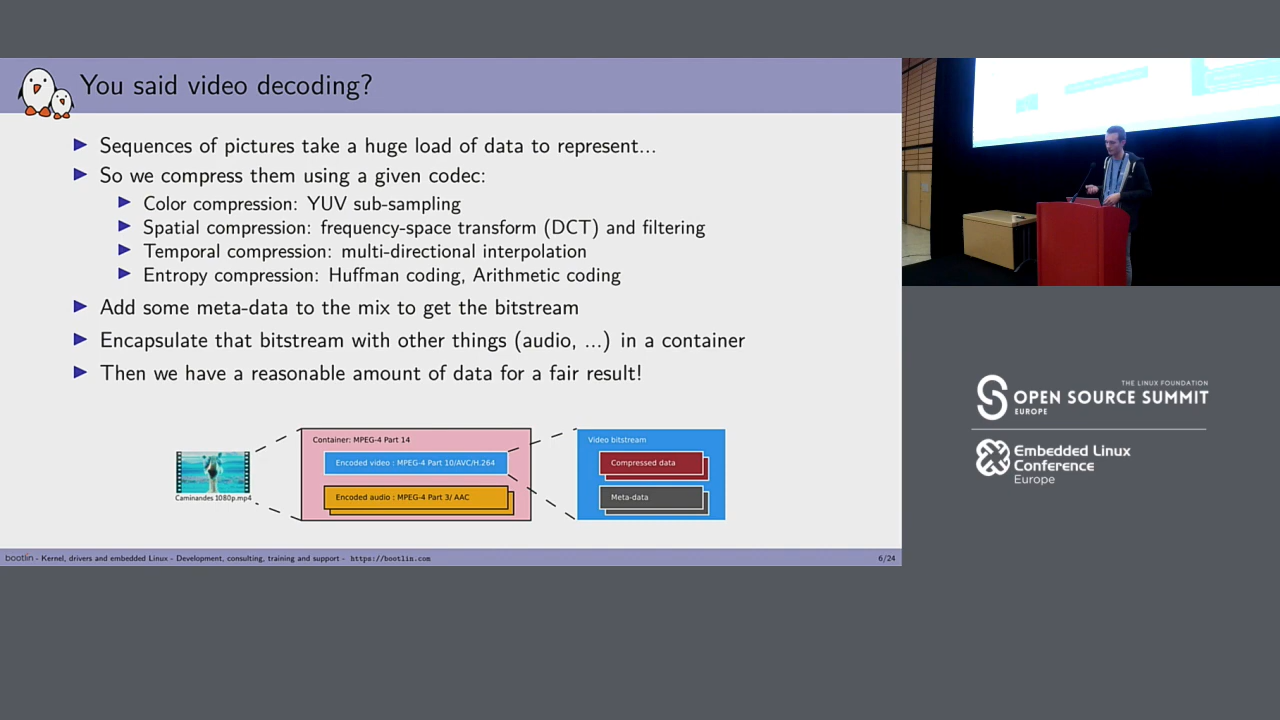 You said video decoding?
Sequences of pictures take a huge load of data to represent...
So we compress them using a given codec:
Color compression: YUV sub-sampling
Spatial compression: frequency-space transform (DCT) and filtering
Temporal compression: multi-directional interpolation
Entropy compression: Huffman coding, Arithmetic coding
Add some meta-data to the mix to get the bitstream
Encapsulate that bitstream with other things (audio, ...) in a container
Then we have a reasonable amount of data for a fair result!
Caminandes 1080p.mp4
Container: MPEG-4 Part 14
Encoded video : MPEG-4 Part 10/AVC/H.264
Encoded audio : MPEG-4 Part 3/ AAC
Video bitstream
Compressed data
Meta-data
bootlin - Kernel, drivers and embedded Linux - Development, consulting, training and support - https://bootlin.com
6/24
THE LINUX FOUNDATION
OPEN SOURCE SUMMIT
EUROPE
Embedded Linux
Conference
Europe